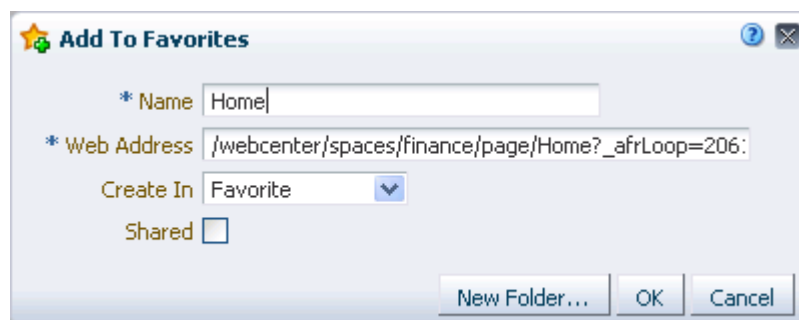 Add To Favorites
* Name Home
* Web Address /webcenter/spaces/finance/page/Home?_afrLoop=206:
Create In Favorite
Shared
New Folder... OK Cancel